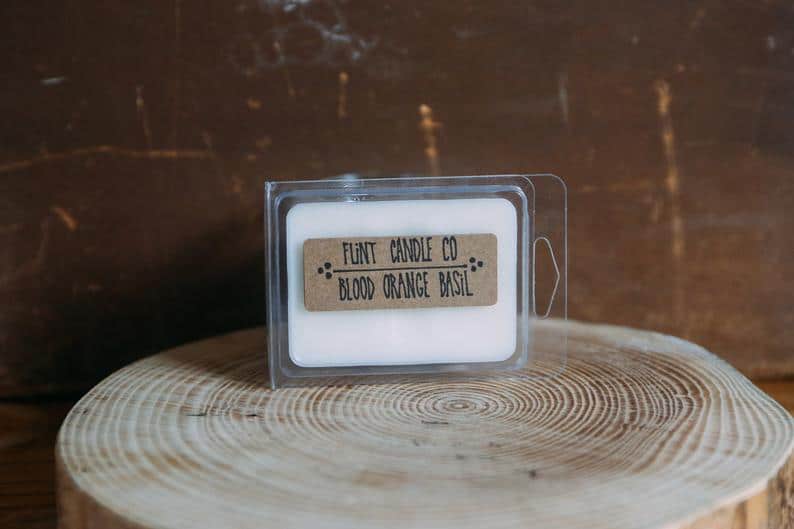 FLiNT CANDLE CO
BLOOD ORANGE BASiL